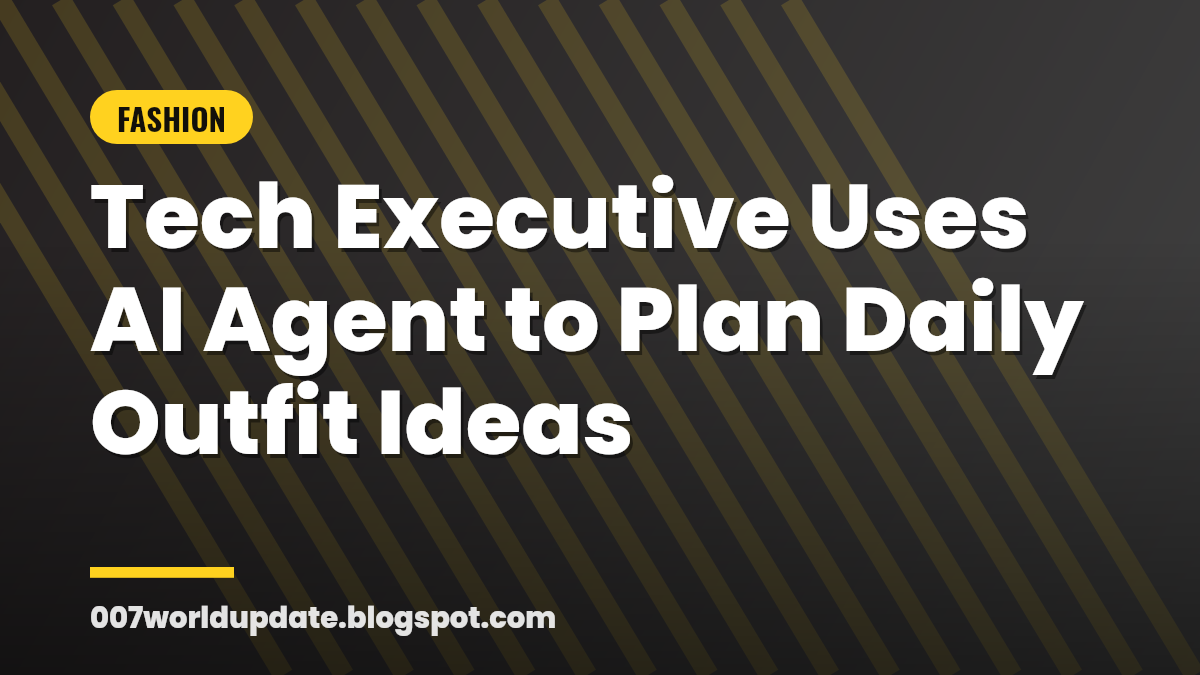 FASHION
Tech Executive Uses
AI Agent to Plan Daily
Outfit Ideas
007worldupdate.blogspot.com